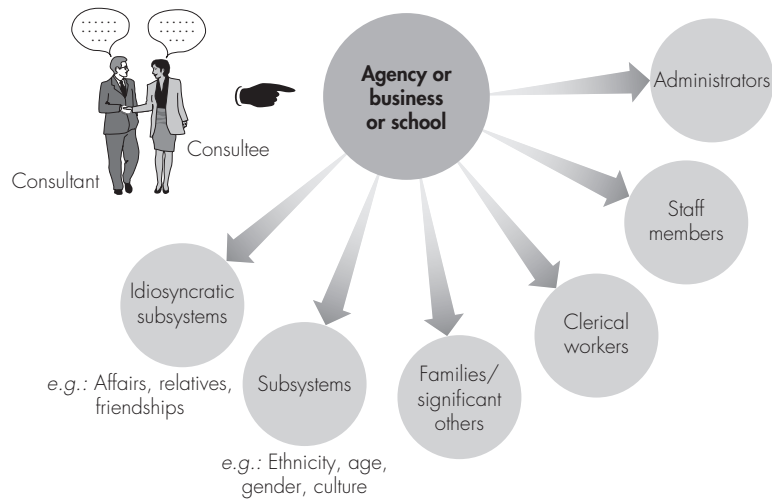 Consultant
Consultee
Agency or
business
or school
Administrators
Staff
members
Clerical
workers
Families/
significant
others
Subsystems
e.g.: Ethnicity, age,
gender, culture
Idiosyncratic
subsystems
e.g.: Affairs, relatives,
friendships